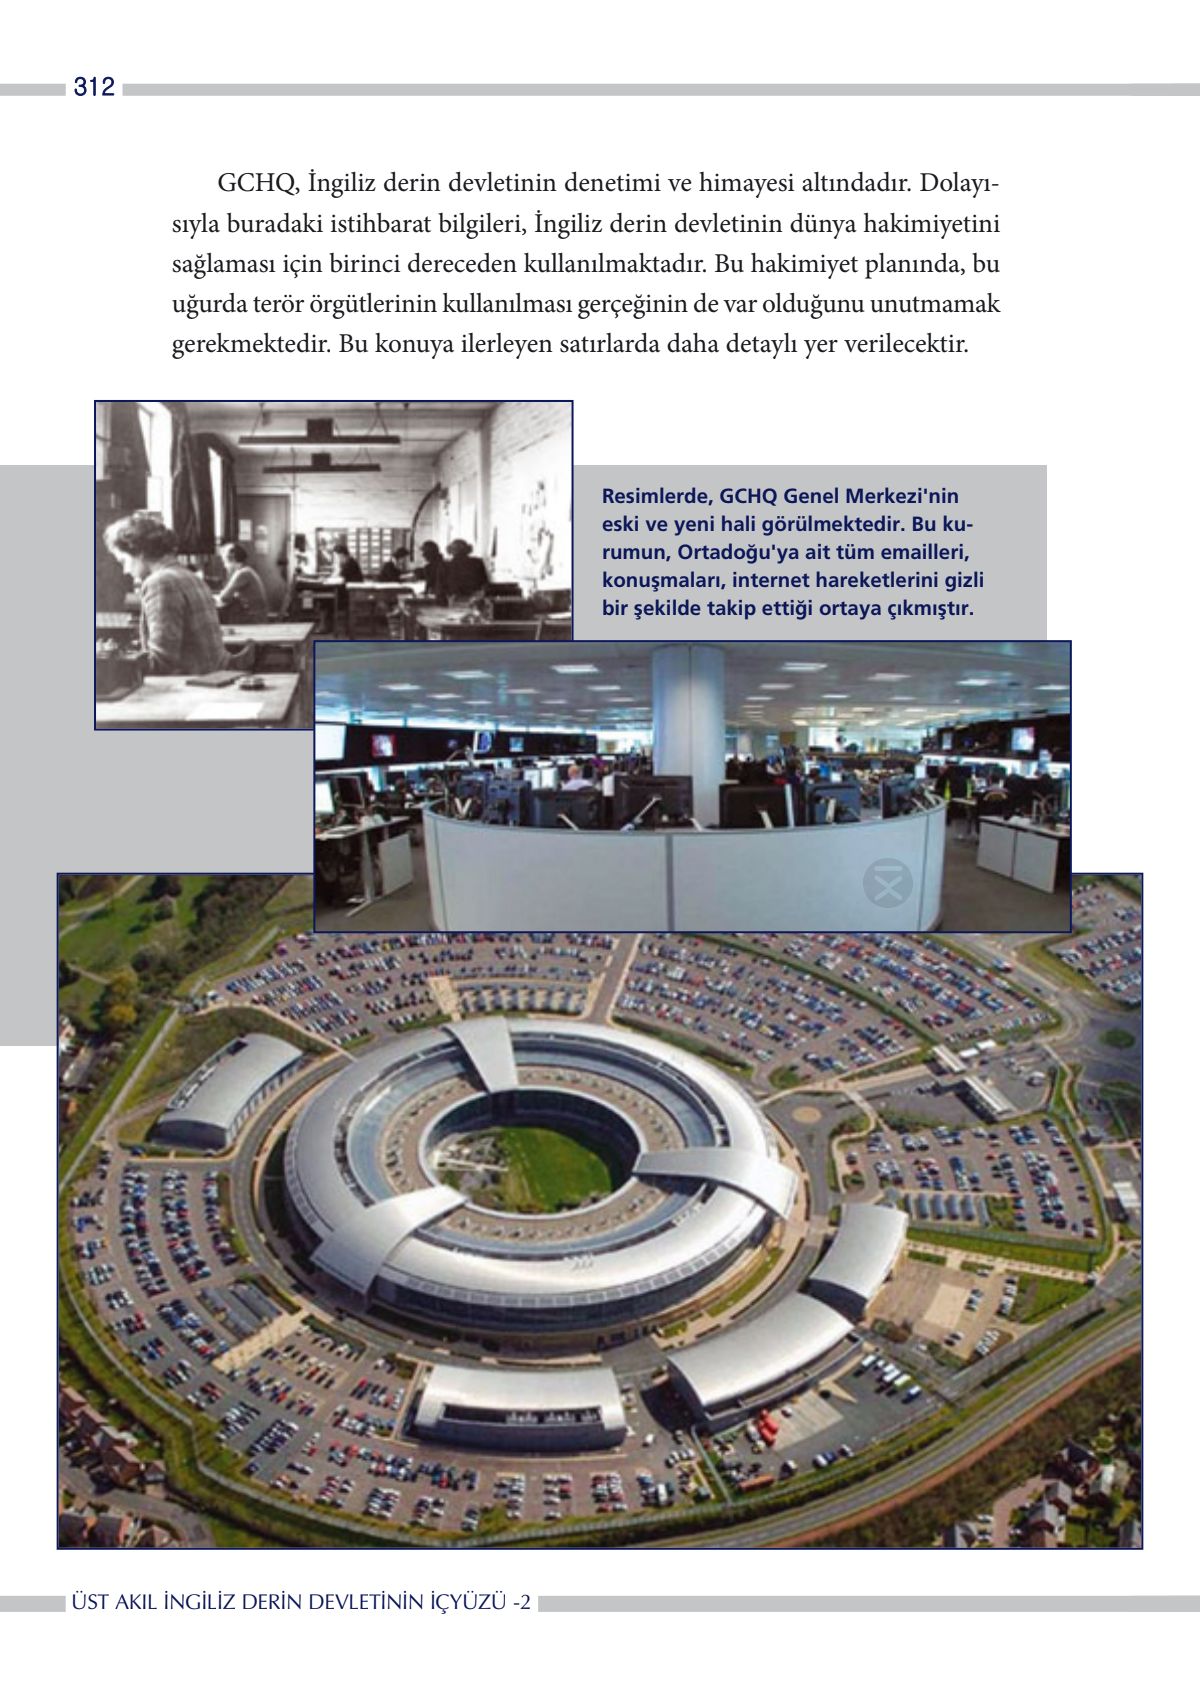 312
GCHQ, İngiliz derin devletinin denetimi ve himayesi altındadır. Dolayı-
sıyla buradaki istihbarat bilgileri, İngiliz derin devletinin dünya hakimiyetini
sağlaması için birinci dereceden kullanılmaktadır. Bu hakimiyet planında, bu
uğurda terör örgütlerinin kullanılması gerçeğinin de var olduğunu unutmamak
gerekmektedir. Bu konuya ilerleyen satırlarda daha detaylı yer verilecektir.
Resimlerde, GCHQ Genel Merkezi'nin
eski ve yeni hali görülmektedir. Bu ku-
rumun, Ortadoğu'ya ait tüm emailleri,
konuşmaları, internet hareketlerini gizli
bir şekilde takip ettiği ortaya çıkmıştır.
ÜST AKIL İNGİLİZ DERİN DEVLETİNİN İÇYÜZÜ -2